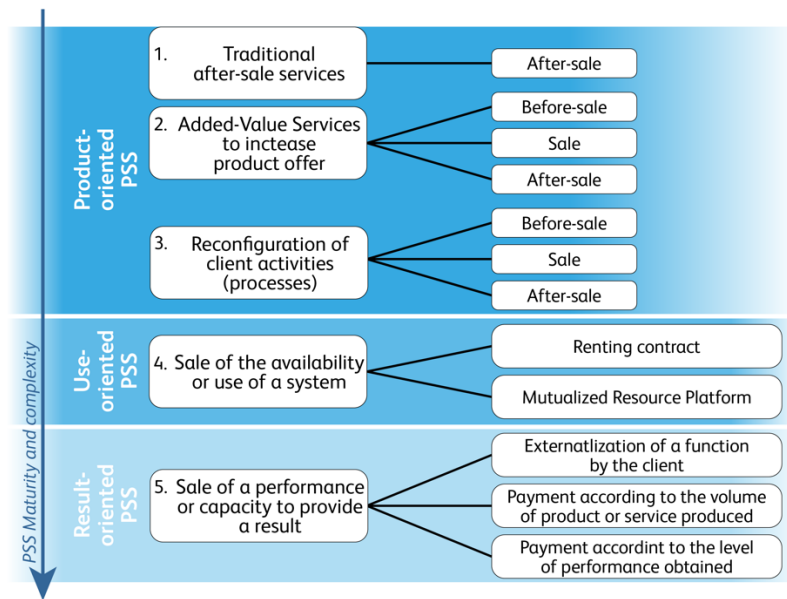 PSS Maturity and complexity
Product-
oriented
PSS
1. Traditional
after-sale services
After-sale
2. Added-Value Services
to inctease
product offer
Before-sale
Sale
After-sale
3. Reconfiguration of
client activities
(processes)
Before-sale
Sale
After-sale
Use-
oriented
PSS
4. Sale of the availability
or use of a system
Renting contract
Mutualized Resource Platform
Result-
oriented
PSS
5. Sale of a performance
or capacity to provide
a result
Externatlization of a function
by the client
Payment according to the volume
of product or service produced
Payment accordint to the level
of performance obtained